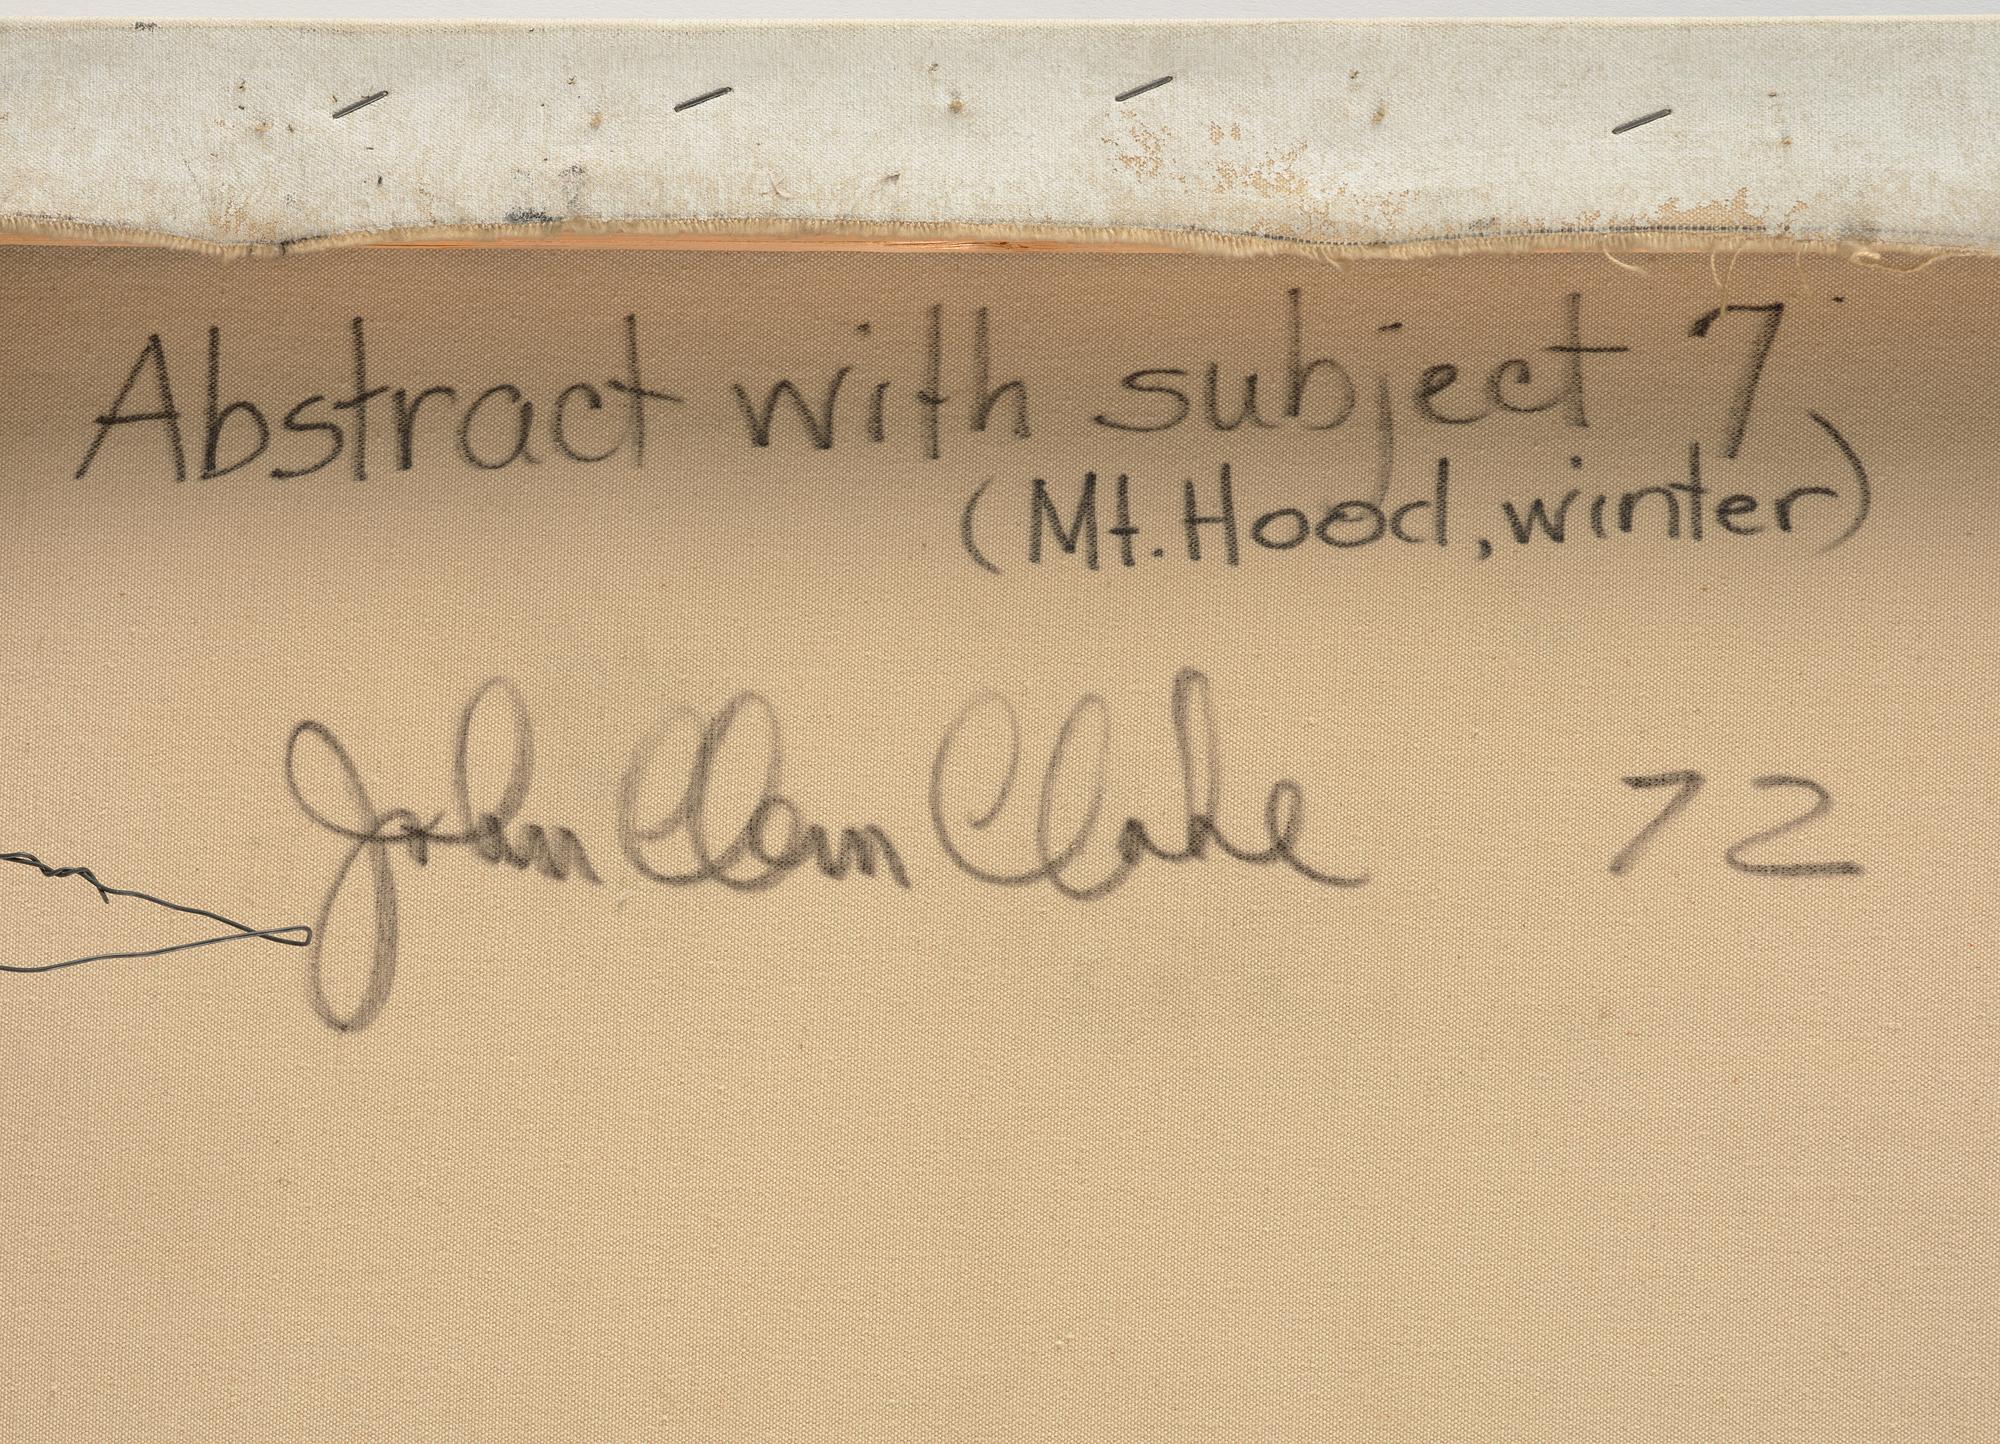 Abstract with subject 7
(Mt. Hood, winter)
John Clem Clarke 72